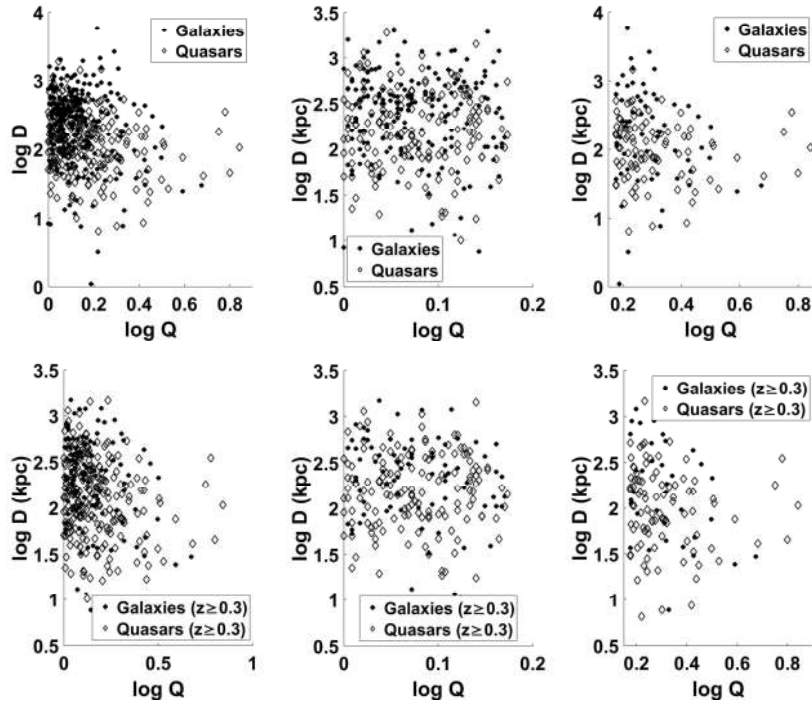 4
3
2
1
0
log D
0 0.2 0.4 0.6 0.8
log Q
Galaxies
Quasars
3.5
3
2.5
2
1.5
1
0.5
log D (kpc)
0 0.1 0.2
log Q
Galaxies
Quasars
4
3
2
1
0
log D (kpc)
0.2 0.4 0.6 0.8
log Q
Galaxies
Quasars
3.5
3
2.5
2
1.5
1
0.5
log D (kpc)
0 0.5 1
log Q
Galaxies (z≥0.3)
Quasars (z≥0.3)
3.5
3
2.5
2
1.5
1
0.5
log D (kpc)
0 0.1 0.2
log Q
Galaxies (z≥0.3)
Quasars (z≥0.3)
3.5
3
2.5
2
1.5
1
0.5
log D (kpc)
0.2 0.4 0.6 0.8
log Q
Galaxies (z≥0.3)
Quasars (z≥0.3)